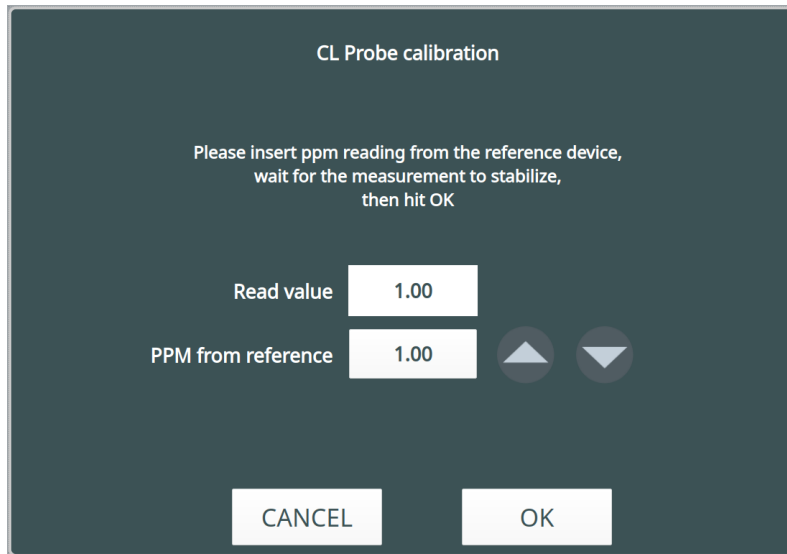 CL Probe calibration
Please insert ppm reading from the reference device,
wait for the measurement to stabilize,
then hit OK
Read value 1.00
PPM from reference 1.00
CANCEL OK